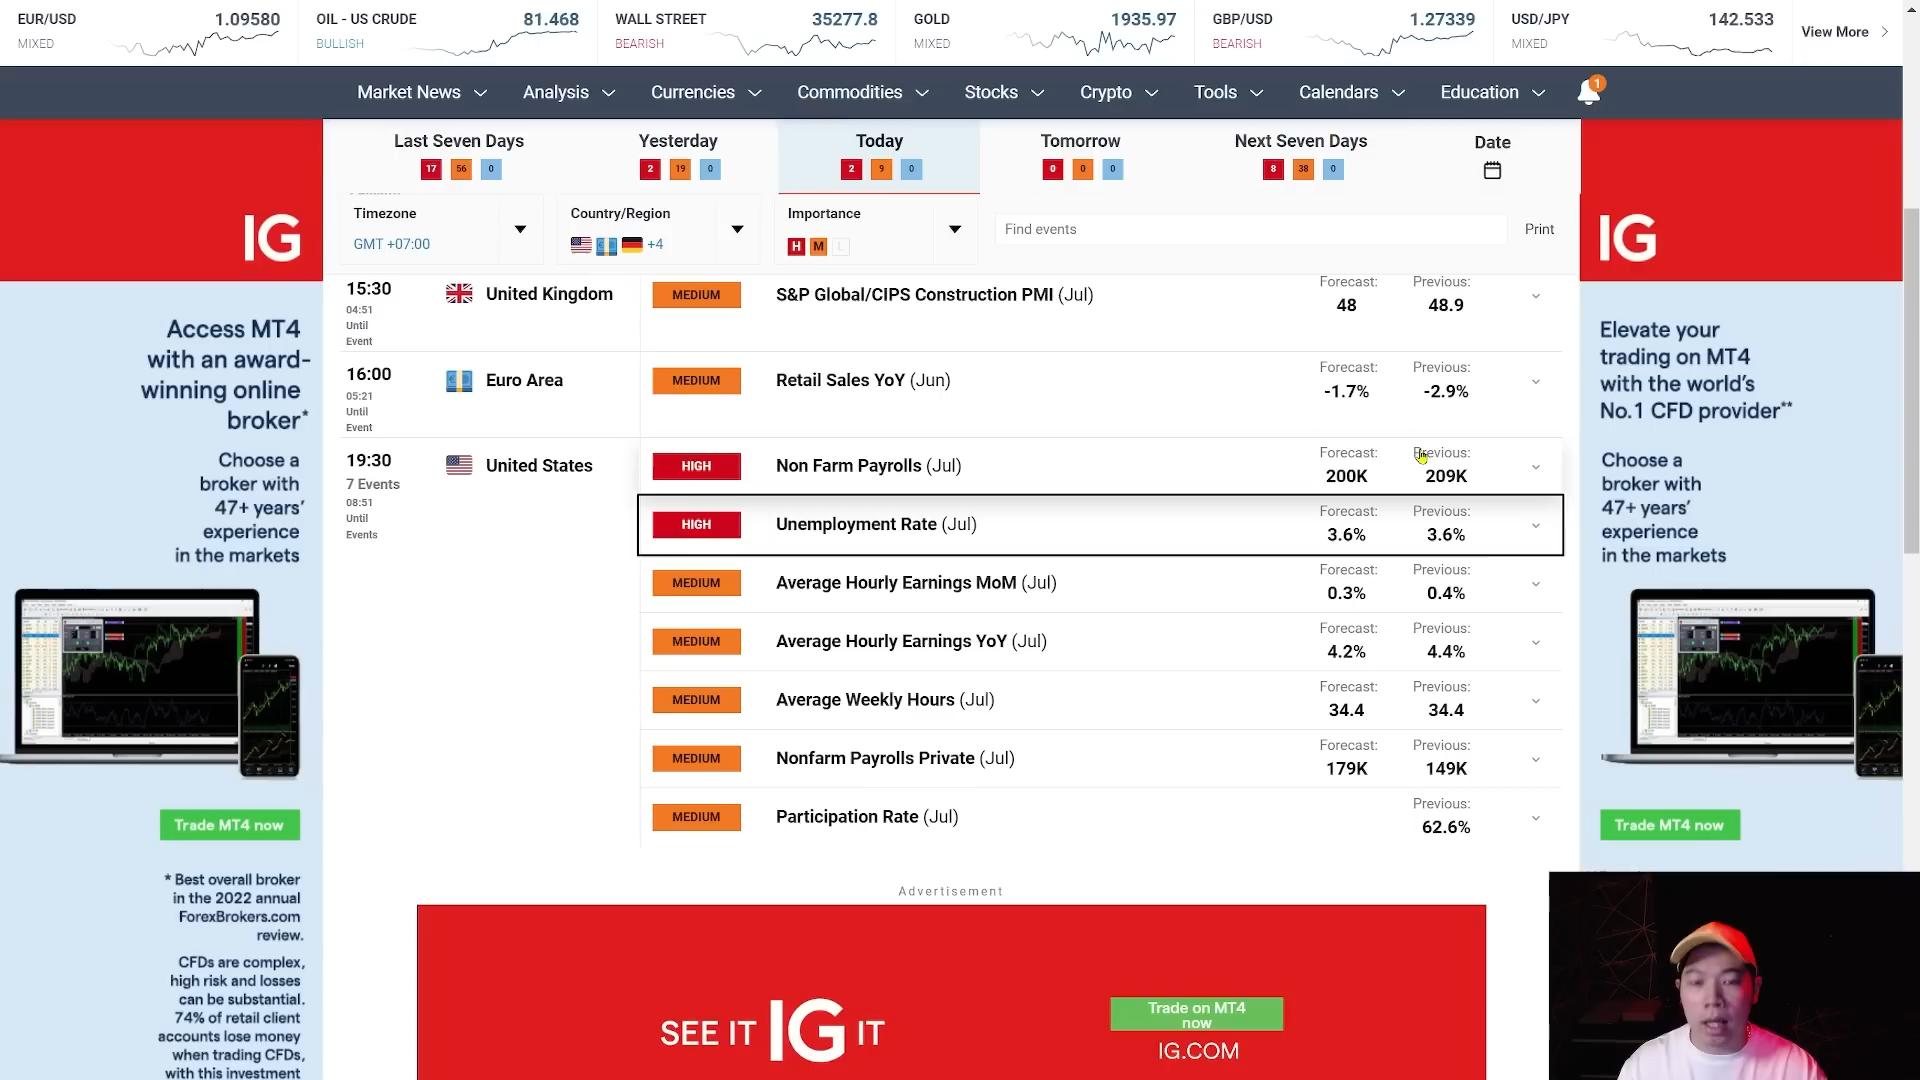 EUR/USD 1.09580
MIXED
OIL - US CRUDE 81.468
BULLISH
WALL STREET 35277.8
BEARISH
GOLD 1935.97
MIXED
GBP/USD 1.27339
BEARISH
USD/JPY 142.533
MIXED
View More
Market News Analysis Currencies Commodities Stocks Crypto Tools Calendars Education 1
Last Seven Days
17 56 0
Yesterday
2 19 0
Today
2 9 0
Tomorrow
0 0 0
Next Seven Days
8 38 0
Date
Timezone
GMT +07:00
Country/Region
+4
Importance
H M L
Find events
Print
15:30
04:51
Until
Event
United Kingdom
MEDIUM
S&P Global/CIPS Construction PMI (Jul)
Forecast: Previous:
48 48.9
16:00
05:21
Until
Event
Euro Area
MEDIUM
Retail Sales YoY (Jun)
Forecast: Previous:
-1.7% -2.9%
19:30
7 Events
08:51
Until
Events
United States
HIGH
Non Farm Payrolls (Jul)
Forecast: Previous:
200K 209K
HIGH
Unemployment Rate (Jul)
Forecast: Previous:
3.6% 3.6%
MEDIUM
Average Hourly Earnings MoM (Jul)
Forecast: Previous:
0.3% 0.4%
MEDIUM
Average Hourly Earnings YoY (Jul)
Forecast: Previous:
4.2% 4.4%
MEDIUM
Average Weekly Hours (Jul)
Forecast: Previous:
34.4 34.4
MEDIUM
Nonfarm Payrolls Private (Jul)
Forecast: Previous:
179K 149K
MEDIUM
Participation Rate (Jul)
Previous:
62.6%
Advertisement
SEE IT IG IT
Trade on MT4
now
IG.COM
IG
Access MT4
with an award-
winning online
broker*
Choose a
broker with
47+ years'
experience
in the markets
Trade MT4 now
* Best overall broker
in the 2022 annual
ForexBrokers.com
review.
CFDs are complex,
high risk and losses
can be substantial.
74% of retail client
accounts lose money
when trading CFDs,
with this investment
IG
Elevate your
trading on MT4
with the world's
No.1 CFD provider**
Choose a
broker with
47+ years'
experience
in the markets
Trade MT4 now